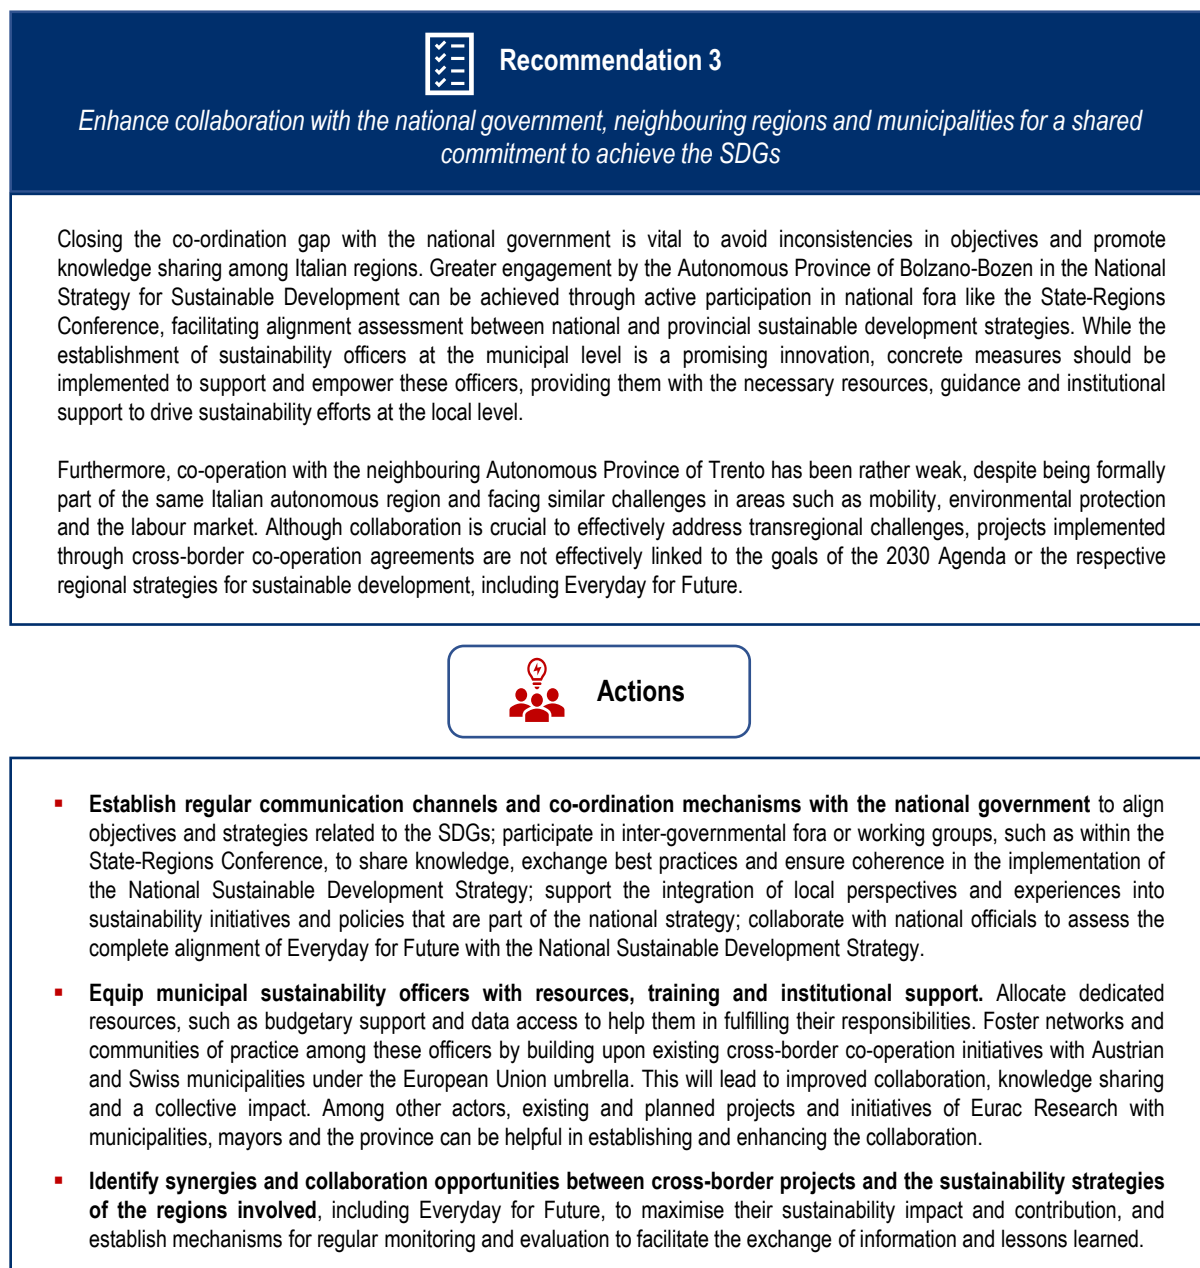 Recommendation 3
Enhance collaboration with the national government, neighbouring regions and municipalities for a shared
commitment to achieve the SDGs
Closing the co-ordination gap with the national government is vital to avoid inconsistencies in objectives and promote
knowledge sharing among Italian regions. Greater engagement by the Autonomous Province of Bolzano-Bozen in the National
Strategy for Sustainable Development can be achieved through active participation in national fora like the State-Regions
Conference, facilitating alignment assessment between national and provincial sustainable development strategies. While the
establishment of sustainability officers at the municipal level is a promising innovation, concrete measures should be
implemented to support and empower these officers, providing them with the necessary resources, guidance and institutional
support to drive sustainability efforts at the local level.
Furthermore, co-operation with the neighbouring Autonomous Province of Trento has been rather weak, despite being formally
part of the same Italian autonomous region and facing similar challenges in areas such as mobility, environmental protection
and the labour market. Although collaboration is crucial to effectively address transregional challenges, projects implemented
through cross-border co-operation agreements are not effectively linked to the goals of the 2030 Agenda or the respective
regional strategies for sustainable development, including Everyday for Future.
Actions
▪ Establish regular communication channels and co-ordination mechanisms with the national government to align
objectives and strategies related to the SDGs; participate in inter-governmental fora or working groups, such as within the
State-Regions Conference, to share knowledge, exchange best practices and ensure coherence in the implementation of
the National Sustainable Development Strategy; support the integration of local perspectives and experiences into
sustainability initiatives and policies that are part of the national strategy; collaborate with national officials to assess the
complete alignment of Everyday for Future with the National Sustainable Development Strategy.
▪ Equip municipal sustainability officers with resources, training and institutional support. Allocate dedicated
resources, such as budgetary support and data access to help them in fulfilling their responsibilities. Foster networks and
communities of practice among these officers by building upon existing cross-border co-operation initiatives with Austrian
and Swiss municipalities under the European Union umbrella. This will lead to improved collaboration, knowledge sharing
and a collective impact. Among other actors, existing and planned projects and initiatives of Eurac Research with
municipalities, mayors and the province can be helpful in establishing and enhancing the collaboration.
▪ Identify synergies and collaboration opportunities between cross-border projects and the sustainability strategies
of the regions involved, including Everyday for Future, to maximise their sustainability impact and contribution, and
establish mechanisms for regular monitoring and evaluation to facilitate the exchange of information and lessons learned.